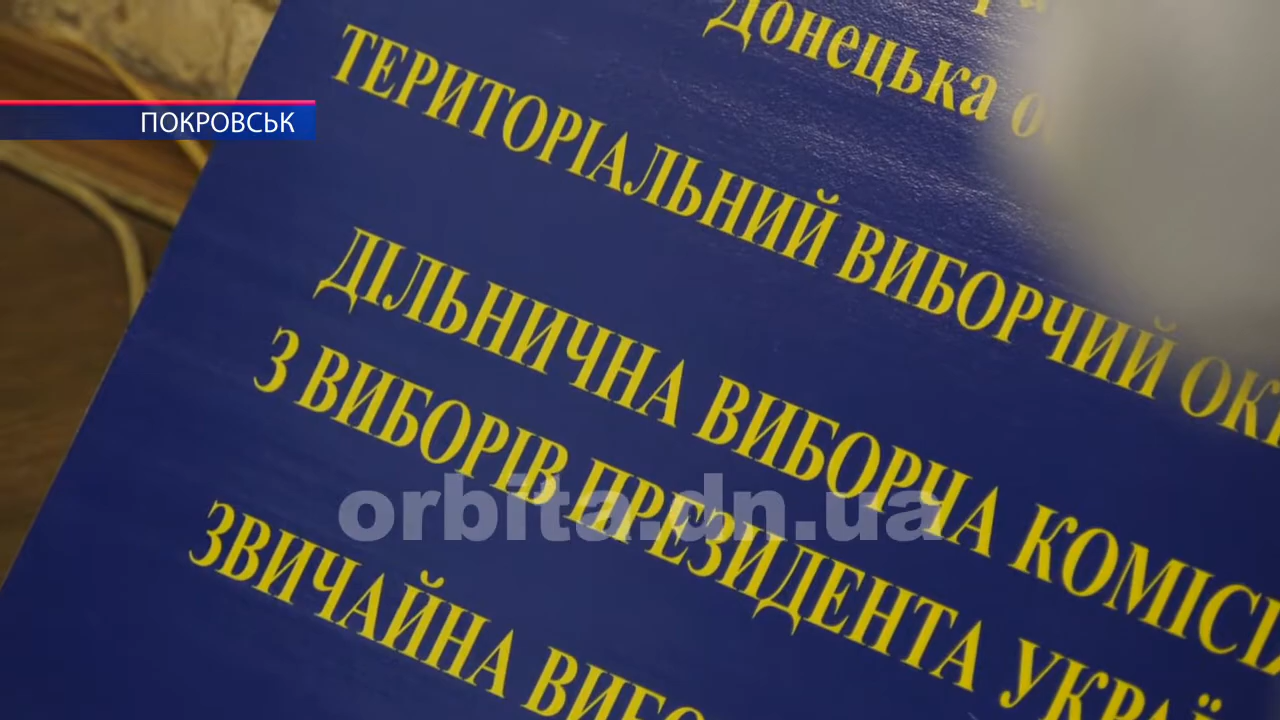 Донецька
ТЕРИТОРІАЛЬНИЙ ВИБОРЧИЙ
ПОКРОВСЬК
ДІЛЬНИЧНА ВИБОРЧА
З ВИБОРІВ ПРЕЗИДЕНТА
orbita.dn.ua
ЗВИЧАЙНА